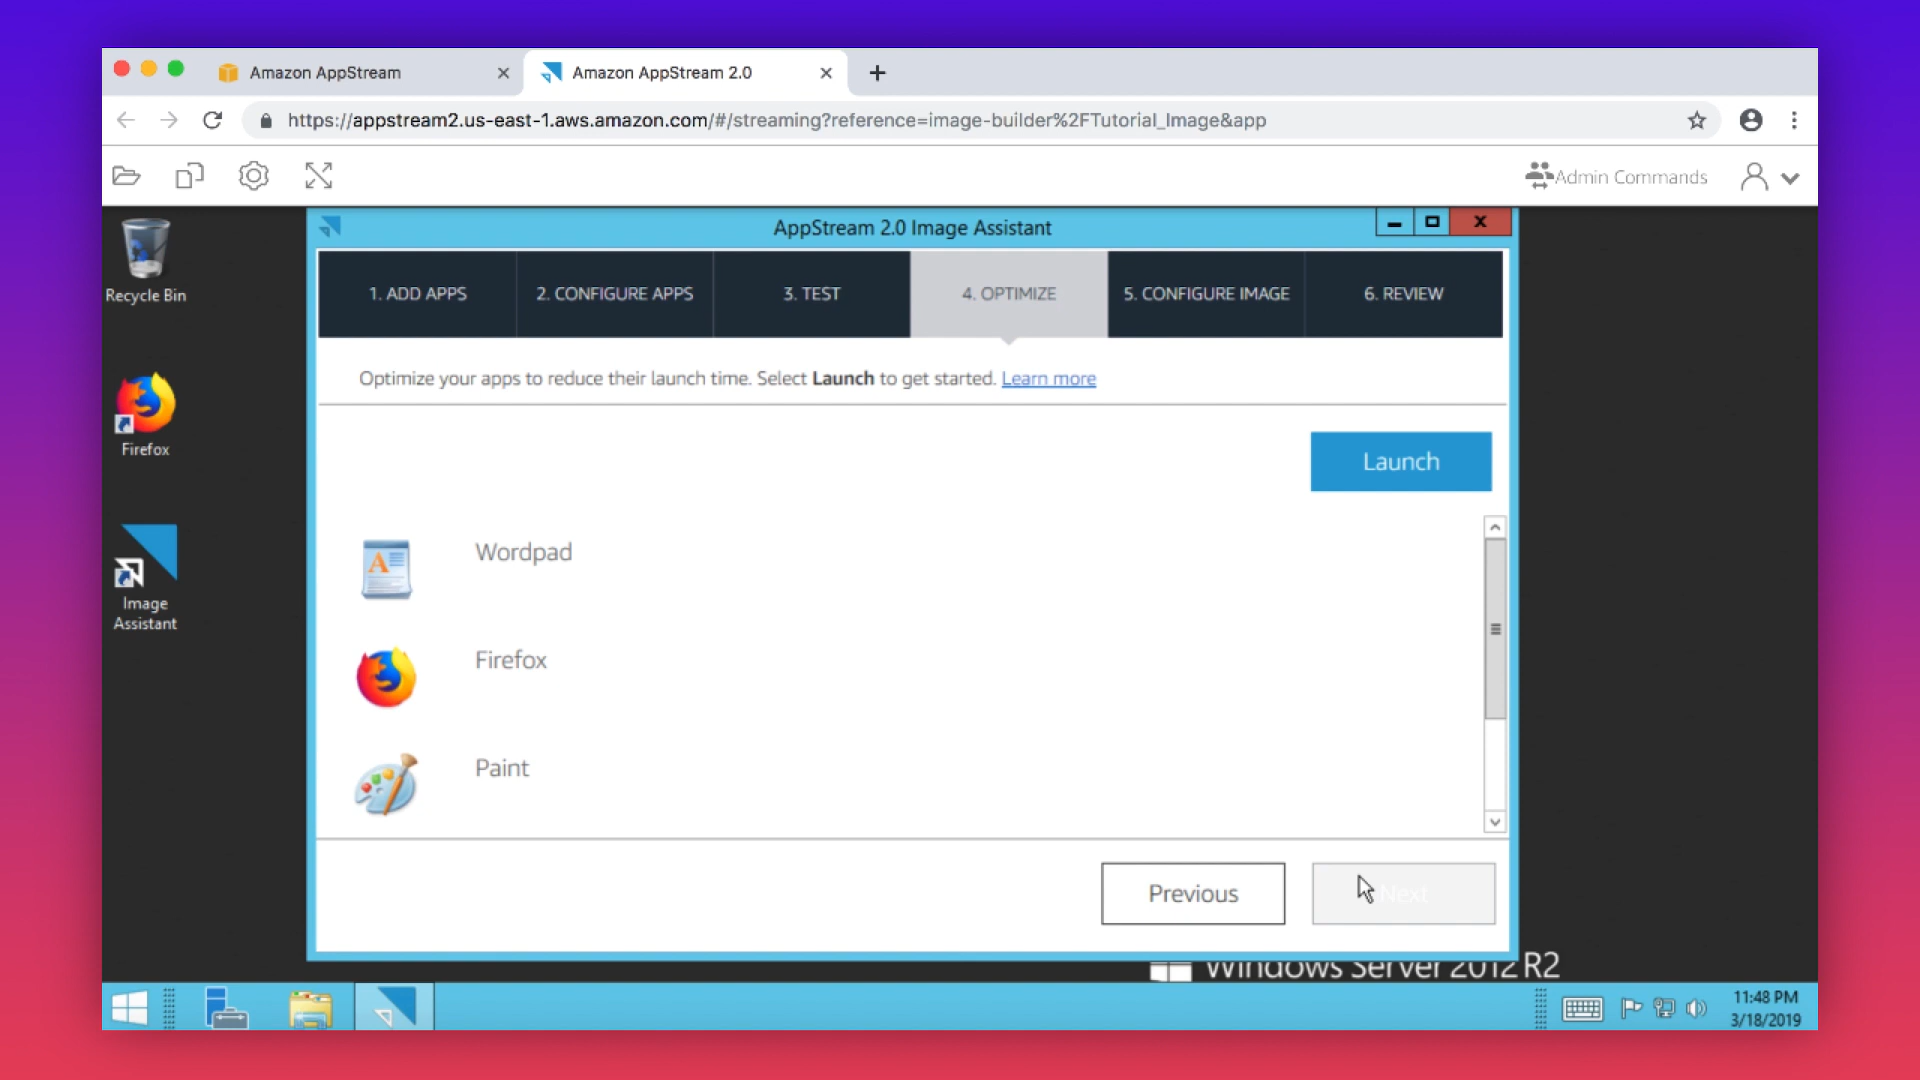 Amazon AppStream
Amazon AppStream 2.0
https://appstream2.us-east-1.aws.amazon.com/#/streaming?reference=image-builder%2FTutorial_Image&app
Admin Commands
Recycle Bin
Firefox
Image
Assistant
AppStream 2.0 Image Assistant
1. ADD APPS
2. CONFIGURE APPS
3. TEST
4. OPTIMIZE
5. CONFIGURE IMAGE
6. REVIEW
Optimize your apps to reduce their launch time. Select Launch to get started. Learn more
Launch
Wordpad
Firefox
Paint
Previous
Next
Windows Server 2012 R2
11:48 PM
3/18/2019